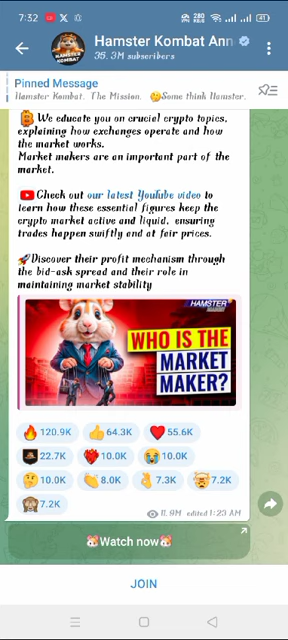 7:32
280
41
Hamster Kombat Ann
35.3M subscribers
Pinned Message
Hamster Kombat. The Mission. 🤔Some think Hamster.
We educate you on crucial crypto topics,
explaining how exchanges operate and how
the market works.
Market makers are an important part of the
market.
Check out our latest YouTube video to
learn how these essential figures keep the
crypto market active and liquid, ensuring
trades happen swiftly and at fair prices.
🚀Discover their profit mechanism through
the bid-ask spread and their role in
maintaining market stability
HAMSTER
WHO IS THE
MARKET
MAKER?
🔥 120.9K 👍 64.3K ❤️ 55.6K
22.7K 10.0K 😭 10.0K
🤔 10.0K 👏 8.0K 👌 7.3K 🤯 7.2K
🙈 7.2K
11.9M edited 1:23 AM
🐹Watch now🐹
JOIN